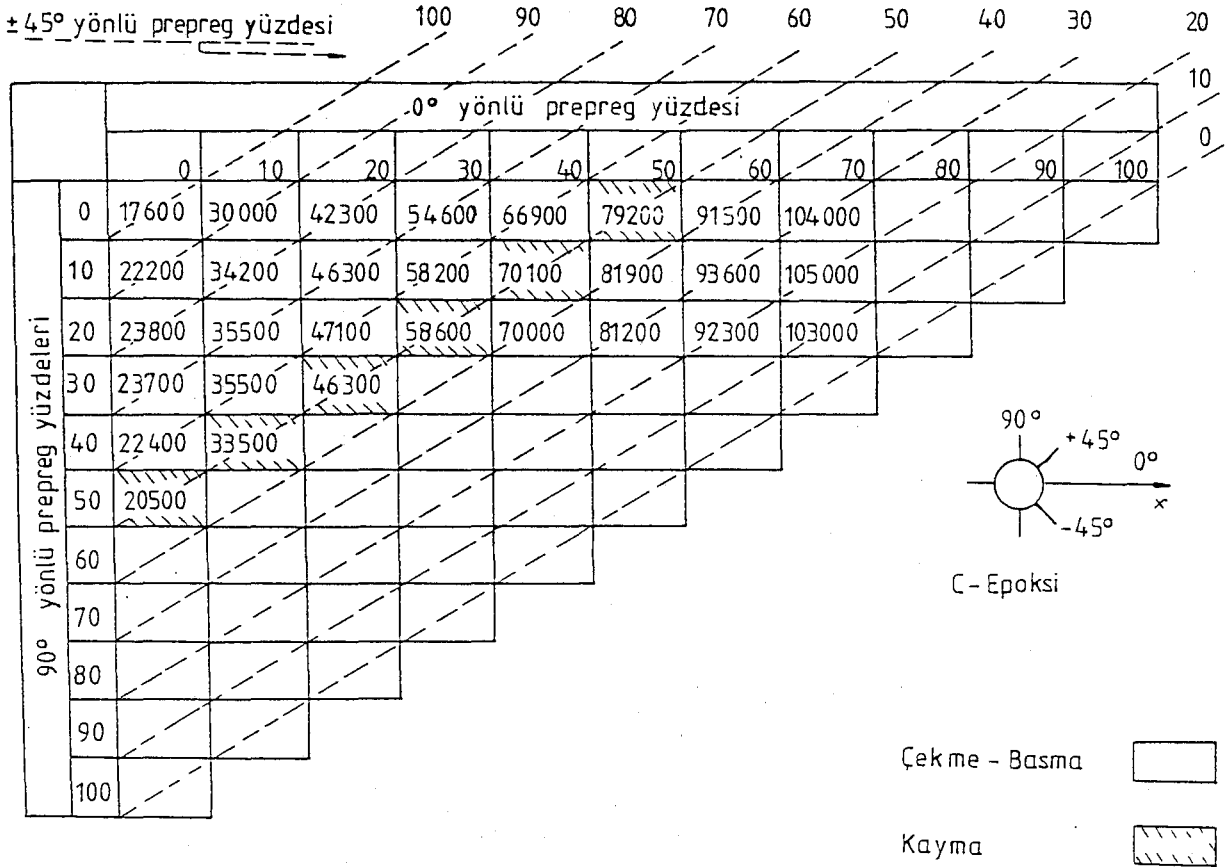 ±45° yönlü prepreg yüzdesi
100 90 80 70 60 50 40 30 20
10
0° yönlü prepreg yüzdesi
0
0 10 20 30 40 50 60 70 80 90 100
90° yönlü prepreg yüzdeleri
0 17600 30000 42300 54600 66900 79200 91500 104000
10 22200 34200 46300 58200 70100 81900 93600 105000
20 23800 35500 47100 58600 70000 81200 92300 103000
30 23700 35500 46300
40 22400 33500
50 20500
60
70
80
90
100
90° +45° 0°
x
-45°
C-Epoksi
Çekme - Basma
Kayma